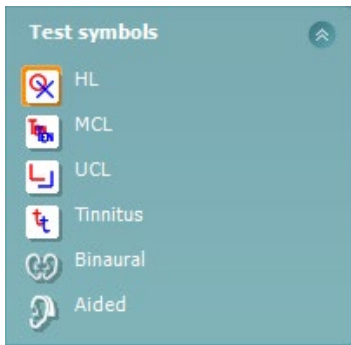 Test symbols
HL
MCL
UCL
Tinnitus
Binaural
Aided